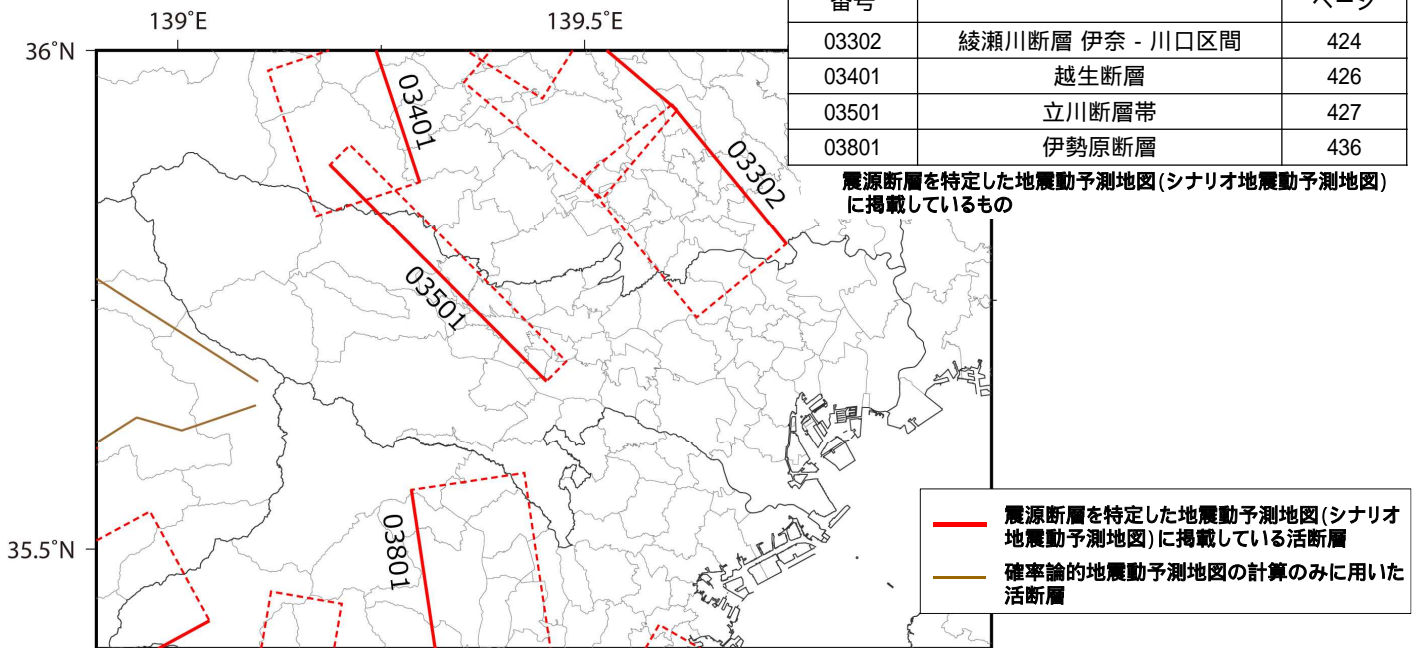 139°E 139.5°E
36°N
35.5°N
03401
03302
03501
03801
番号 ページ
03302 綾瀬川断層 伊奈 - 川口区間 424
03401 越生断層 426
03501 立川断層帯 427
03801 伊勢原断層 436
震源断層を特定した地震動予測地図(シナリオ地震動予測地図)
に掲載しているもの
震源断層を特定した地震動予測地図(シナリオ
地震動予測地図)に掲載している活断層
確率論的地震動予測地図の計算のみに用いた
活断層